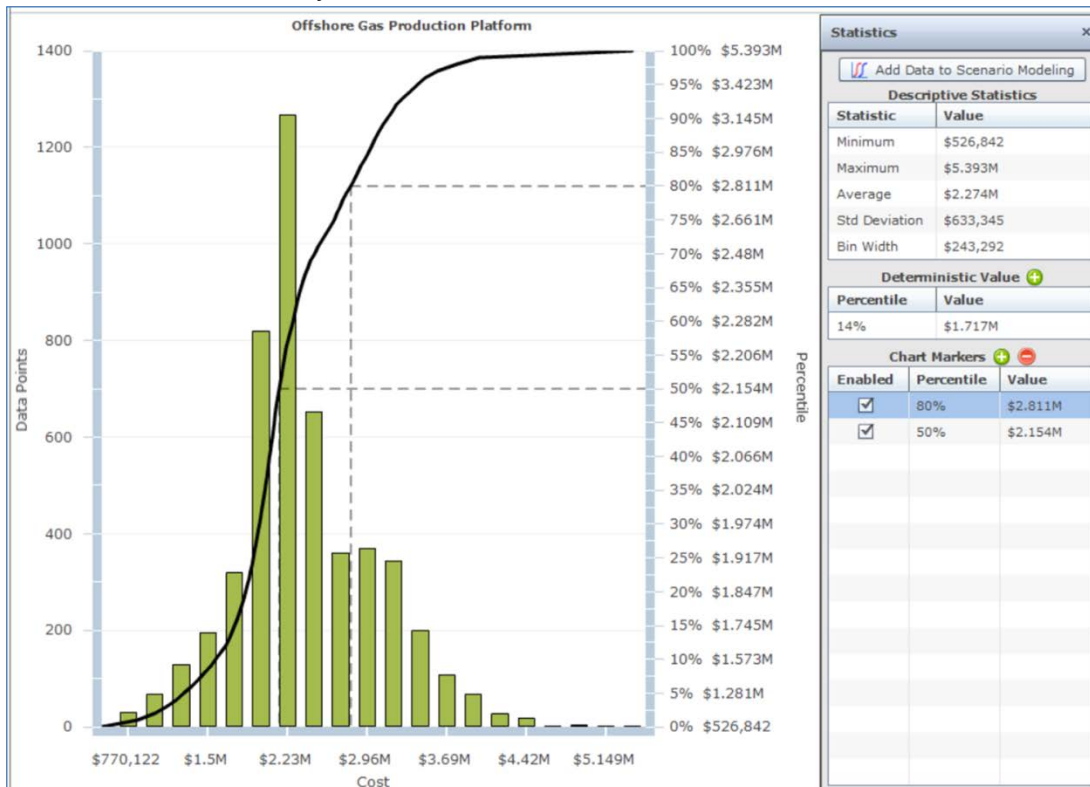 Offshore Gas Production Platform
1400
1200
1000
800
600
400
200
0
Data Points
100% $5.393M
95% $3.423M
90% $3.145M
85% $2.976M
80% $2.811M
75% $2.661M
70% $2.48M
65% $2.355M
60% $2.282M
55% $2.206M
50% $2.154M
45% $2.109M
40% $2.066M
35% $2.024M
30% $1.974M
25% $1.917M
20% $1.847M
15% $1.745M
10% $1.573M
5% $1.281M
0% $526,842
Percentile
$770,122 $1.5M $2.23M $2.96M $3.69M $4.42M $5.149M
Cost
Statistics
Add Data to Scenario Modeling
Descriptive Statistics
Statistic Value
Minimum $526,842
Maximum $5.393M
Average $2.274M
Std Deviation $633,345
Bin Width $243,292
Deterministic Value
Percentile Value
14% $1.717M
Chart Markers
Enabled Percentile Value
80% $2.811M
50% $2.154M